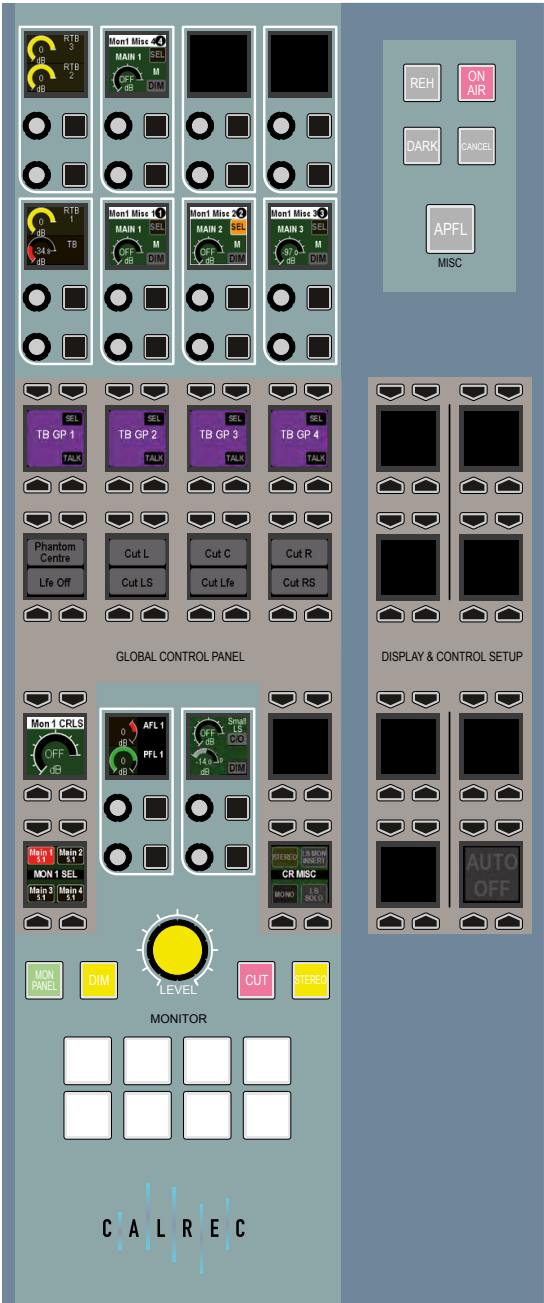 RTB
3
0
dB
RTB
2
0
dB
Mon1 Misc 4 4
MAIN 1 SEL
M
OFF
dB
DIM
REH
ON
AIR
DARK
CANCEL
APFL
MISC
RTB
1
0
dB
TB
-34.9
dB
Mon1 Misc 1 1
MAIN 1 SEL
M
OFF
dB
DIM
Mon1 Misc 2 2
MAIN 2 SEL
M
OFF
dB
DIM
Mon1 Misc 3 3
MAIN 3 SEL
M
-97.0
dB
DIM
SEL
TB GP 1
TALK
SEL
TB GP 2
TALK
SEL
TB GP 3
TALK
SEL
TB GP 4
TALK
Phantom
Centre
Lfe Off
Cut L
Cut LS
Cut C
Cut Lfe
Cut R
Cut RS
GLOBAL CONTROL PANEL
DISPLAY & CONTROL SETUP
Mon 1 CRLS
OFF
dB
AFL 1
0
dB
PFL 1
0
dB
Small
LS
OFF
dB
C/O
-14.0
dB
DIM
Main 1
5.1
Main 2
5.1
MON 1 SEL
Main 3
5.1
Main 4
5.1
STEREO
LS MON
INSERT
CR MISC
MONO
LS
SOLO
AUTO
OFF
MON
PANEL
DIM
LEVEL
CUT
STEREO
MONITOR
CALREC